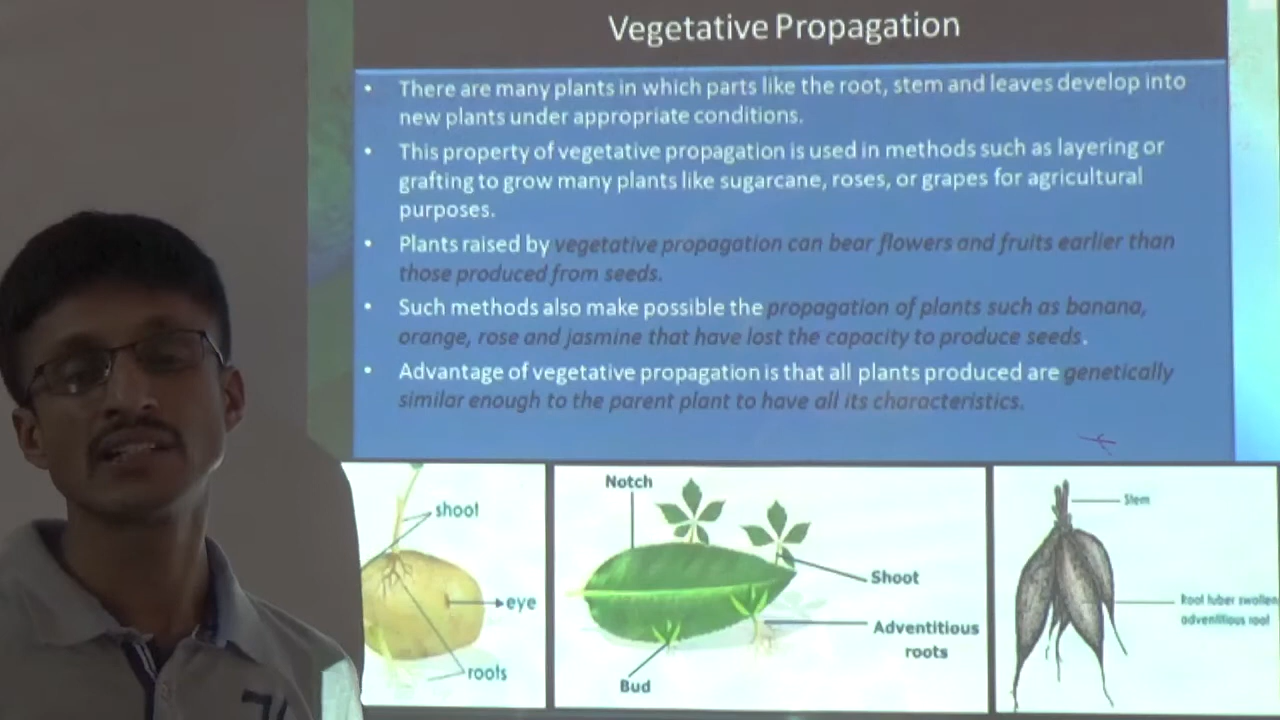 Vegetative Propagation
• There are many plants in which parts like the root, stem and leaves develop into
new plants under appropriate conditions.
• This property of vegetative propagation is used in methods such as layering or
grafting to grow many plants like sugarcane, roses, or grapes for agricultural
purposes.
• Plants raised by vegetative propagation can bear flowers and fruits earlier than
those produced from seeds.
• Such methods also make possible the propagation of plants such as banana,
orange, rose and jasmine that have lost the capacity to produce seeds.
• Advantage of vegetative propagation is that all plants produced are genetically
similar enough to the parent plant to have all its characteristics.
shoot
eye
roots
Notch
Shoot
Adventitious
roots
Bud
Stem
Root tuber swollen
adventitious root